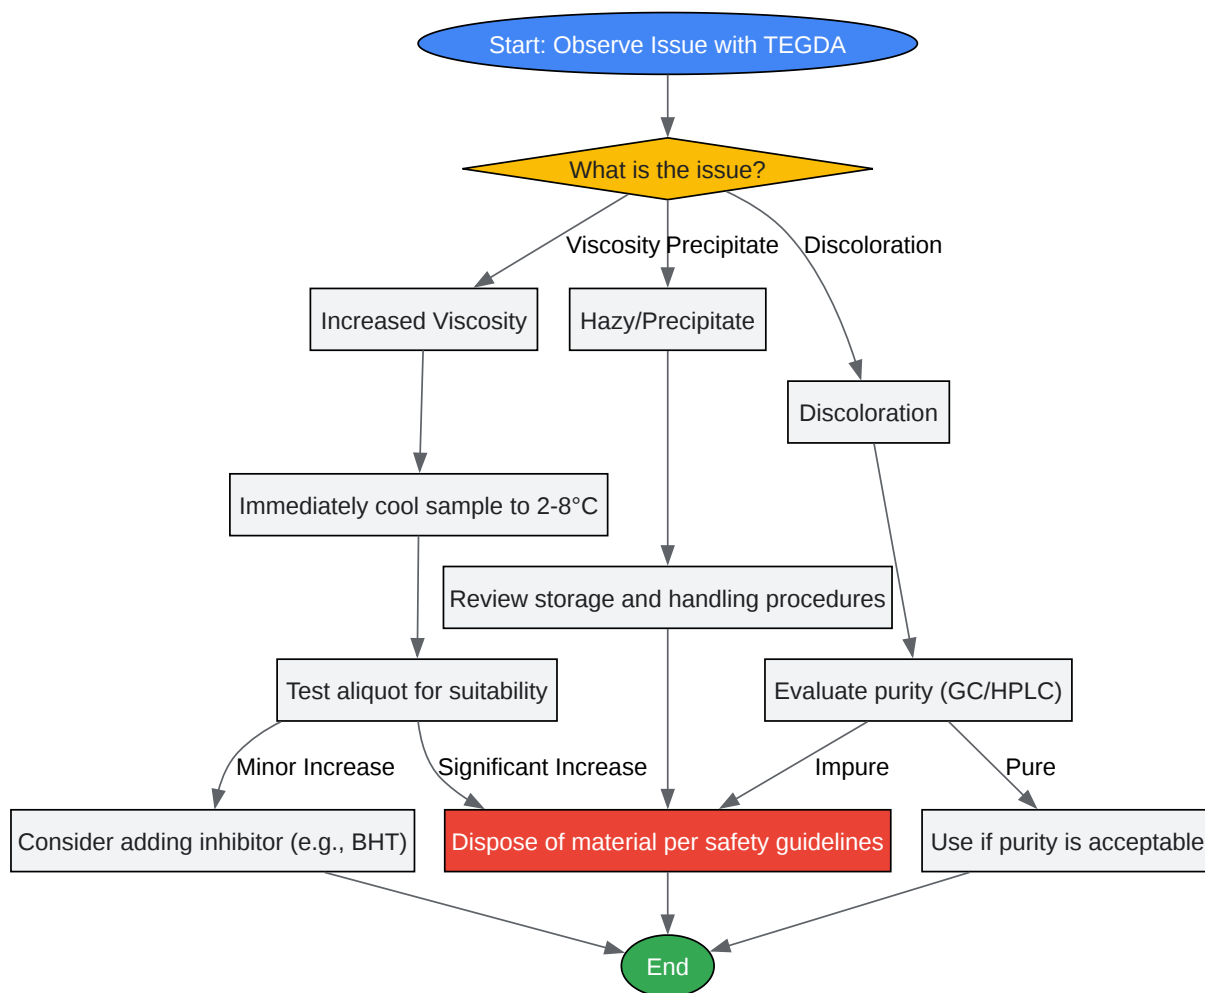 Start: Observe Issue with TEGDA
What is the issue?
Viscosity
Precipitate
Discoloration
Increased Viscosity
Hazy/Precipitate
Discoloration
Immediately cool sample to 2-8°C
Review storage and handling procedures
Test aliquot for suitability
Evaluate purity (GC/HPLC)
Minor Increase
Significant Increase
Impure
Pure
Consider adding inhibitor (e.g., BHT)
Dispose of material per safety guidelines
Use if purity is acceptable
End